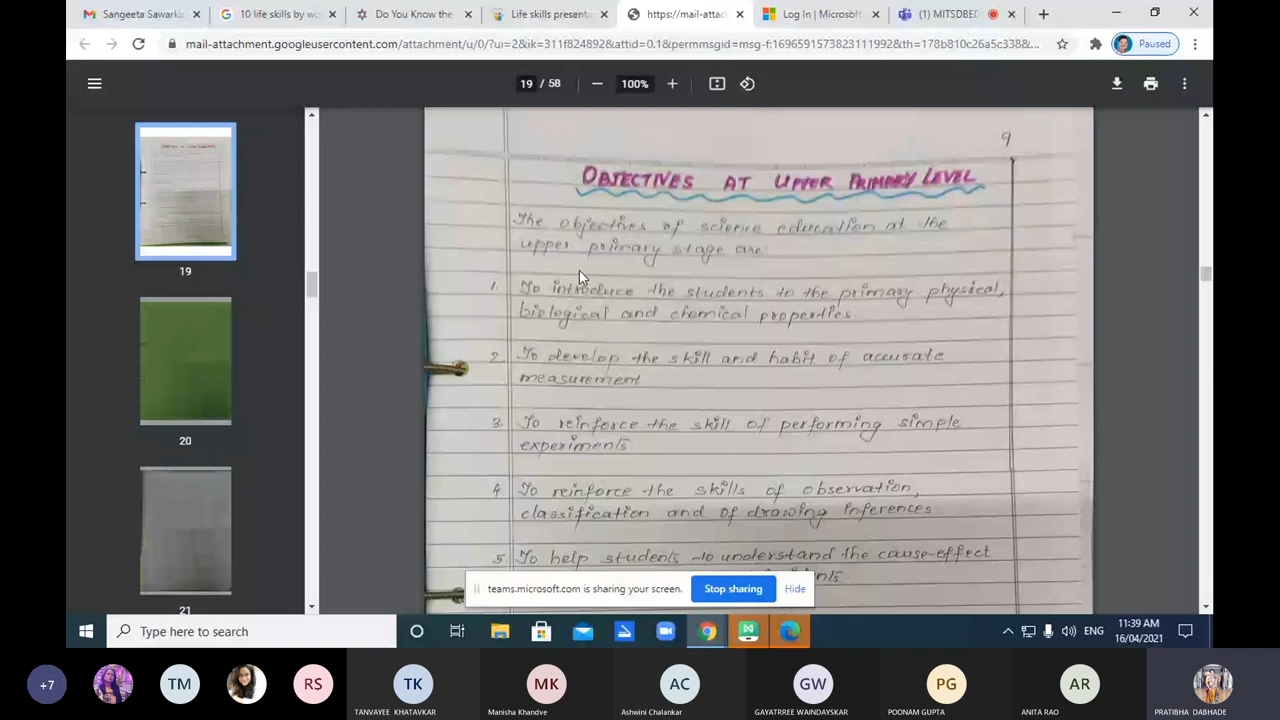 Sangeeta Sawark
10 life skills by w
Do You Know the
Life skills present
https://mail-attach
Log In | Microsof
(11) MITSDBED
mail-attachment.googleusercontent.com/attachment/u/0/?ui=2&ik=311f824892&attid=0.1&permmsgid=msg-f:1696591573823111992&th=178b810c26a5c338&...
Paused
19 / 58
100%
9
OBJECTIVES AT UPPER PRIMARY LEVEL
The objectives of science education at the
upper primary stage are
1. To introduce the students to the primary physical,
biological and chemical properties.
2. To develop the skill and habit of accurate
measurement
3. To reinforce the skill of performing simple
experiments
4. To reinforce the skills of observation,
classification and of drawing inferences.
5. To help students to understand the cause-effect
19
20
21
teams.microsoft.com is sharing your screen.
Stop sharing
Hide
Type here to search
ENG
11:39 AM
16/04/2021
+7
TM
RS
TK
MK
AC
GW
PG
AR
TANVAYEE KHATAVKAR
Manisha Khandve
Ashwini Chalankar
GAYATRREE WAINDAYSKAR
POONAM GUPTA
ANITA RAO
PRATIBHA DABHADE